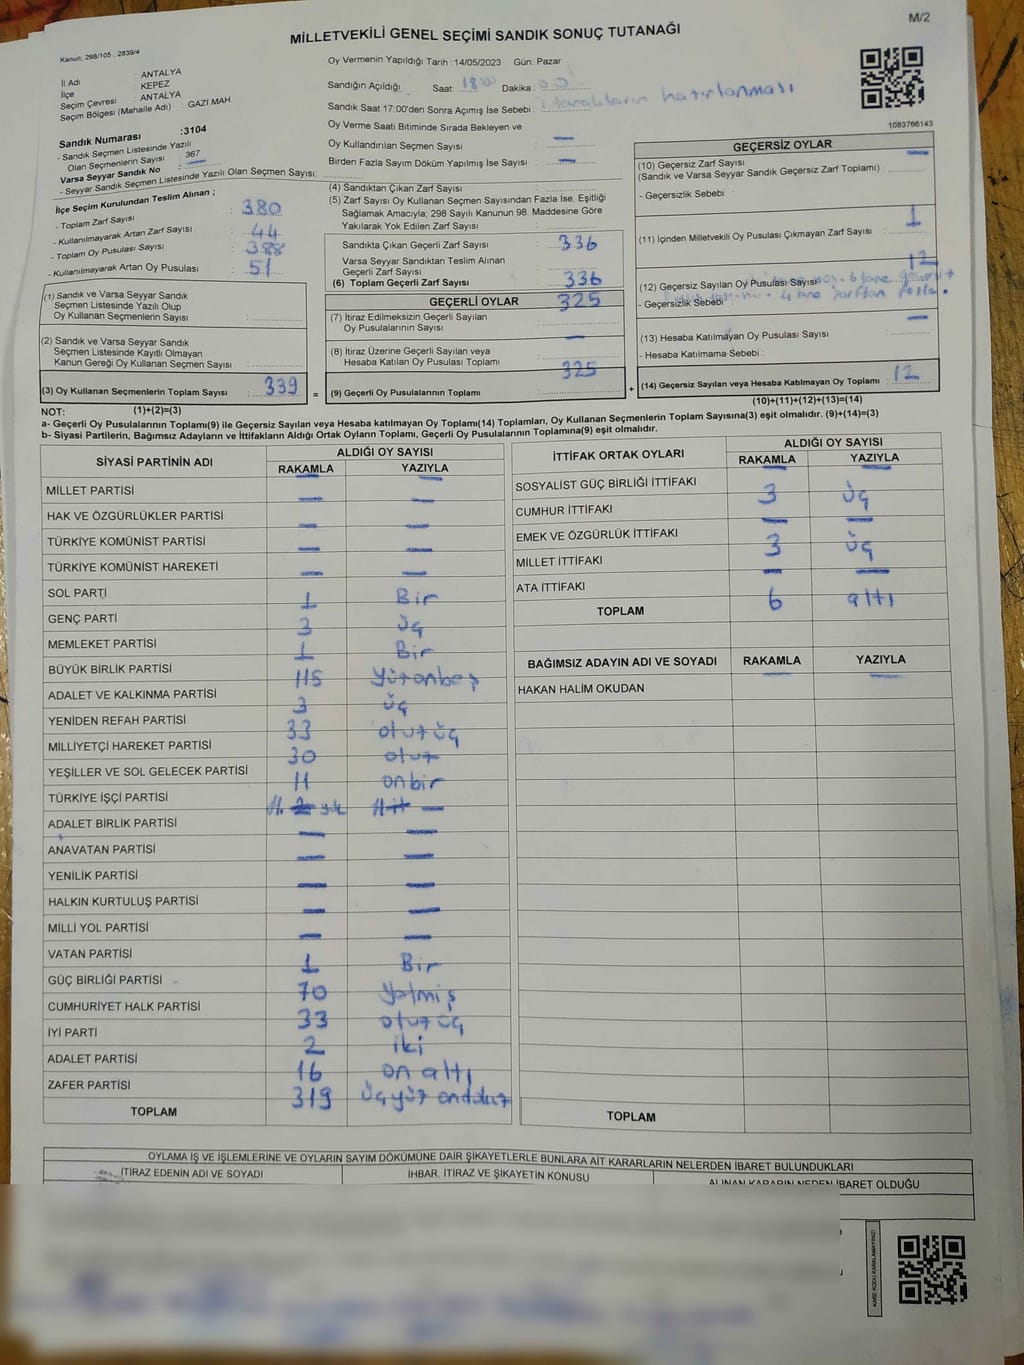 M/2
MİLLETVEKİLİ GENEL SEÇİMİ SANDIK SONUÇ TUTANAĞI
Kanun: 298/105 , 2839/4
İl Adı : ANTALYA
İlçe : KEPEZ
Seçim Çevresi : ANTALYA
Seçim Bölgesi (Mahalle Adı) GAZİ MAH.
Sandık Numarası :3104
- Sandık Seçmen Listesinde Yazılı
Olan Seçmenlerin Sayısı : 367
Varsa Seyyar Sandık No : —
- Seyyar Sandık Seçmen Listesinde Yazılı Olan Seçmen Sayısı:
Oy Vermenin Yapıldığı Tarih :14/05/2023 Gün: Pazar
Sandığın Açıldığı Saat: 18:00 Dakika: 00
Sandık Saat 17:00'den Sonra Açımış İse Sebebi : hazırlanması
Oy Verme Saati Bitiminde Sırada Bekleyen ve
Oy Kullandırılan Seçmen Sayısı : —
Birden Fazla Sayım Döküm Yapılmış İse Sayısı : —
1083766143
İlçe Seçim Kurulundan Teslim Alınan ;
- Toplam Zarf Sayısı : 380
- Kullanılmayarak Artan Zarf Sayısı : 44
- Toplam Oy Pusulası Sayısı : 388
- Kullanılmayarak Artan Oy Pusulası : 51
(1) Sandık ve Varsa Seyyar Sandık
Seçmen Listesinde Yazılı Olup
Oy Kullanan Seçmenlerin Sayısı :
(2) Sandık ve Varsa Seyyar Sandık
Seçmen Listesinde Kayıtlı Olmayan
Kanun Gereği Oy Kullanan Seçmen Sayısı :
(3) Oy Kullanan Seçmenlerin Toplam Sayısı : 339
(1)+(2)=(3)
(4) Sandıktan Çıkan Zarf Sayısı :
(5) Zarf Sayısı Oy Kullanan Seçmen Sayısından Fazla İse, Eşitliği
Sağlamak Amacıyla; 298 Sayılı Kanunun 98. Maddesine Göre
Yakılarak Yok Edilen Zarf Sayısı :
Sandıkta Çıkan Geçerli Zarf Sayısı : 336
Varsa Seyyar Sandıktan Teslim Alınan
Geçerli Zarf Sayısı :
(6) Toplam Geçerli Zarf Sayısı : 336
GEÇERLİ OYLAR
325
(7) İtiraz Edilmeksizin Geçerli Sayılan
Oy Pusulalarının Sayısı :
—
(8) İtiraz Üzerine Geçerli Sayılan veya
Hesaba Katılan Oy Pusulası Toplamı :
325
= (9) Geçerli Oy Pusulalarının Toplamı :
GEÇERSİZ OYLAR
—
(10) Geçersiz Zarf Sayısı
(Sandık ve Varsa Seyyar Sandık Geçersiz Zarf Toplamı) :
- Geçersizlik Sebebi :
1
(11) İçinden Milletvekili Oy Pusulası Çıkmayan Zarf Sayısı :
12
(12) Geçersiz Sayılan Oy Pusulası Sayısı 6 tane
- Geçersizlik Sebebi : 4 tane zarftan fazla.
—
(13) Hesaba Katılmayan Oy Pusulası Sayısı :
- Hesaba Katılmama Sebebi :
+ (14) Geçersiz Sayılan veya Hesaba Katılmayan Oy Toplamı : 12
(10)+(11)+(12)+(13)=(14)
NOT:
a- Geçerli Oy Pusulalarının Toplamı(9) ile Geçersiz Sayılan veya Hesaba katılmayan Oy Toplamı(14) Toplamları, Oy Kullanan Seçmenlerin Toplam Sayısına(3) eşit olmalıdır. (9)+(14)=(3)
b- Siyasi Partilerin, Bağımsız Adayların ve İttifakların Aldığı Ortak Oyların Toplamı, Geçerli Oy Pusulalarının Toplamına(9) eşit olmalıdır.
SİYASİ PARTİNİN ADI ALDIĞI OY SAYISI
RAKAMLA YAZIYLA
— —
MİLLET PARTİSİ — —
HAK VE ÖZGÜRLÜKLER PARTİSİ — —
TÜRKİYE KOMÜNİST PARTİSİ — —
TÜRKİYE KOMÜNİST HAREKETİ — —
SOL PARTİ 1 Bir
GENÇ PARTİ 3 üç
MEMLEKET PARTİSİ 1 Bir
BÜYÜK BİRLİK PARTİSİ 115 Yüzonbeş
ADALET VE KALKINMA PARTİSİ 3 üç
YENİDEN REFAH PARTİSİ 33 otuzüç
MİLLİYETÇİ HAREKET PARTİSİ 30 otuz
YEŞİLLER VE SOL GELECEK PARTİSİ 11 onbir
TÜRKİYE İŞÇİ PARTİSİ —
ADALET BİRLİK PARTİSİ — —
ANAVATAN PARTİSİ — —
YENİLİK PARTİSİ — —
HALKIN KURTULUŞ PARTİSİ — —
MİLLİ YOL PARTİSİ — —
VATAN PARTİSİ 1 Bir
GÜÇ BİRLİĞİ PARTİSİ 70 Yetmiş
CUMHURİYET HALK PARTİSİ 33 otuzüç
İYİ PARTİ 2 iki
ADALET PARTİSİ 16 on altı
ZAFER PARTİSİ 319 üçyüz ondokuz
TOPLAM
İTTİFAK ORTAK OYLARI ALDIĞI OY SAYISI
RAKAMLA YAZIYLA
— —
SOSYALİST GÜÇ BİRLİĞİ İTTİFAKI 3 üç
CUMHUR İTTİFAKI — —
EMEK VE ÖZGÜRLÜK İTTİFAKI 3 üç
MİLLET İTTİFAKI — —
ATA İTTİFAKI 6 altı
TOPLAM
BAĞIMSIZ ADAYIN ADI VE SOYADI RAKAMLA YAZIYLA
— —
HAKAN HALİM OKUDAN
TOPLAM
OYLAMA İŞ VE İŞLEMLERİNE VE OYLARIN SAYIM DÖKÜMÜNE DAİR ŞİKAYETLERLE BUNLARA AİT KARARLARIN NELERDEN İBARET BULUNDUKLARI
İTİRAZ EDENİN ADI VE SOYADI İHBAR, İTİRAZ VE ŞİKAYETİN KONUSU ALINAN KARARIN NEDEN İBARET OLDUĞU
KARE KODU KARALAMAYINIZ!